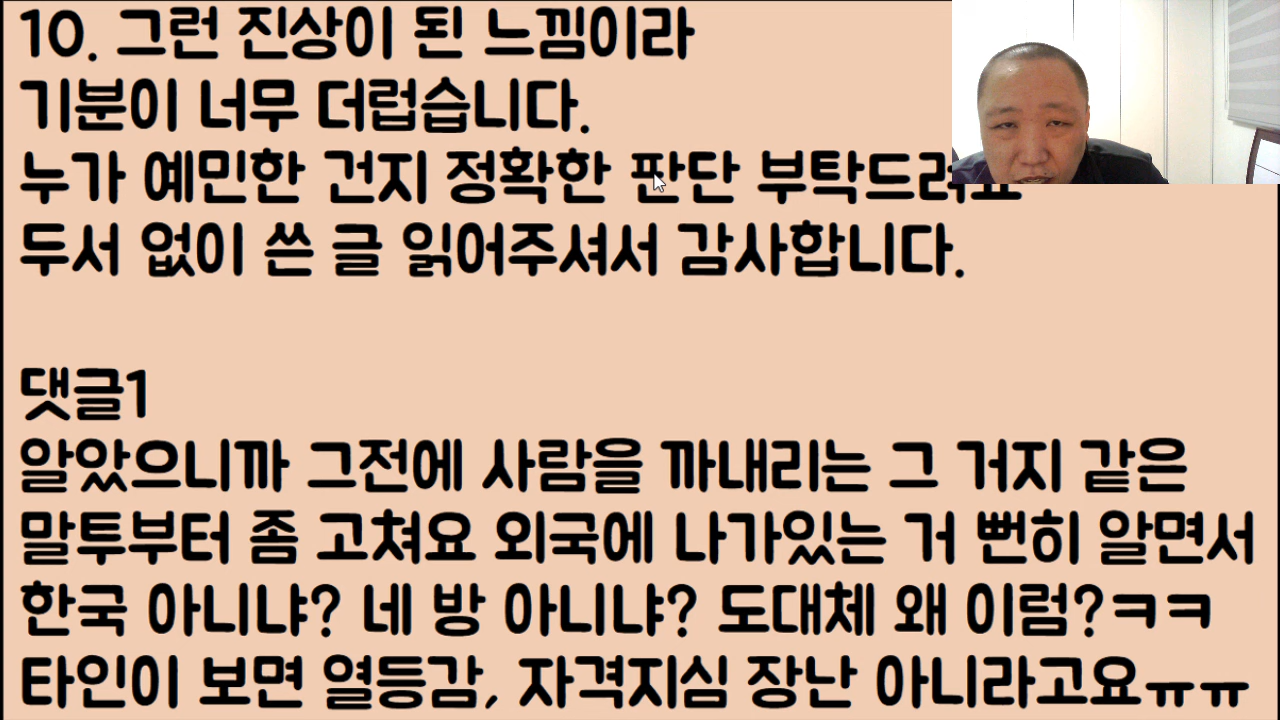 10. 그런 진상이 된 느낌이라
기분이 너무 더럽습니다.
누가 예민한 건지 정확한 판단 부탁드려요
두서 없이 쓴 글 읽어주셔서 감사합니다.
댓글1
알았으니까 그전에 사람을 까내리는 그 거지 같은
말투부터 좀 고쳐요 외국에 나가있는 거 뻔히 알면서
한국 아니냐? 네 방 아니냐? 도대체 왜 이럼?ㅋㅋ
타인이 보면 열등감, 자격지심 장난 아니라고요ㅠㅠ